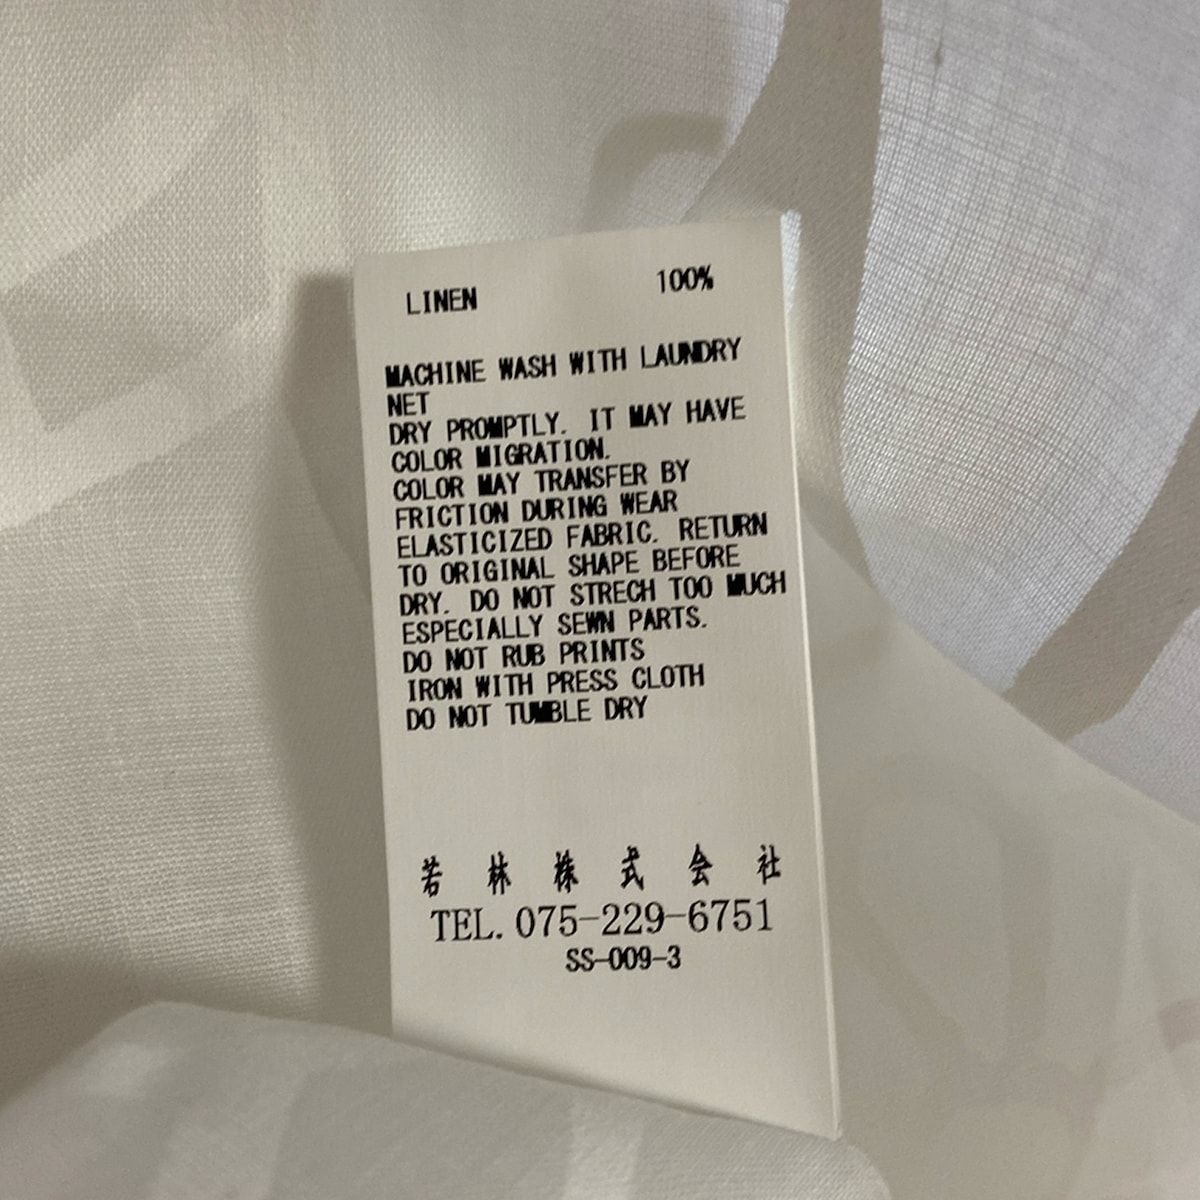 LINEN 100%
MACHINE WASH WITH LAUNDRY
NET
DRY PROMPTLY. IT MAY HAVE
COLOR MIGRATION.
COLOR MAY TRANSFER BY
FRICTION DURING WEAR
ELASTICIZED FABRIC. RETURN
TO ORIGINAL SHAPE BEFORE
DRY. DO NOT STRECH TOO MUCH
ESPECIALLY SEWN PARTS.
DO NOT RUB PRINTS
IRON WITH PRESS CLOTH
DO NOT TUMBLE DRY
若林株式会社
TEL. 075-229-6751
SS-009-3